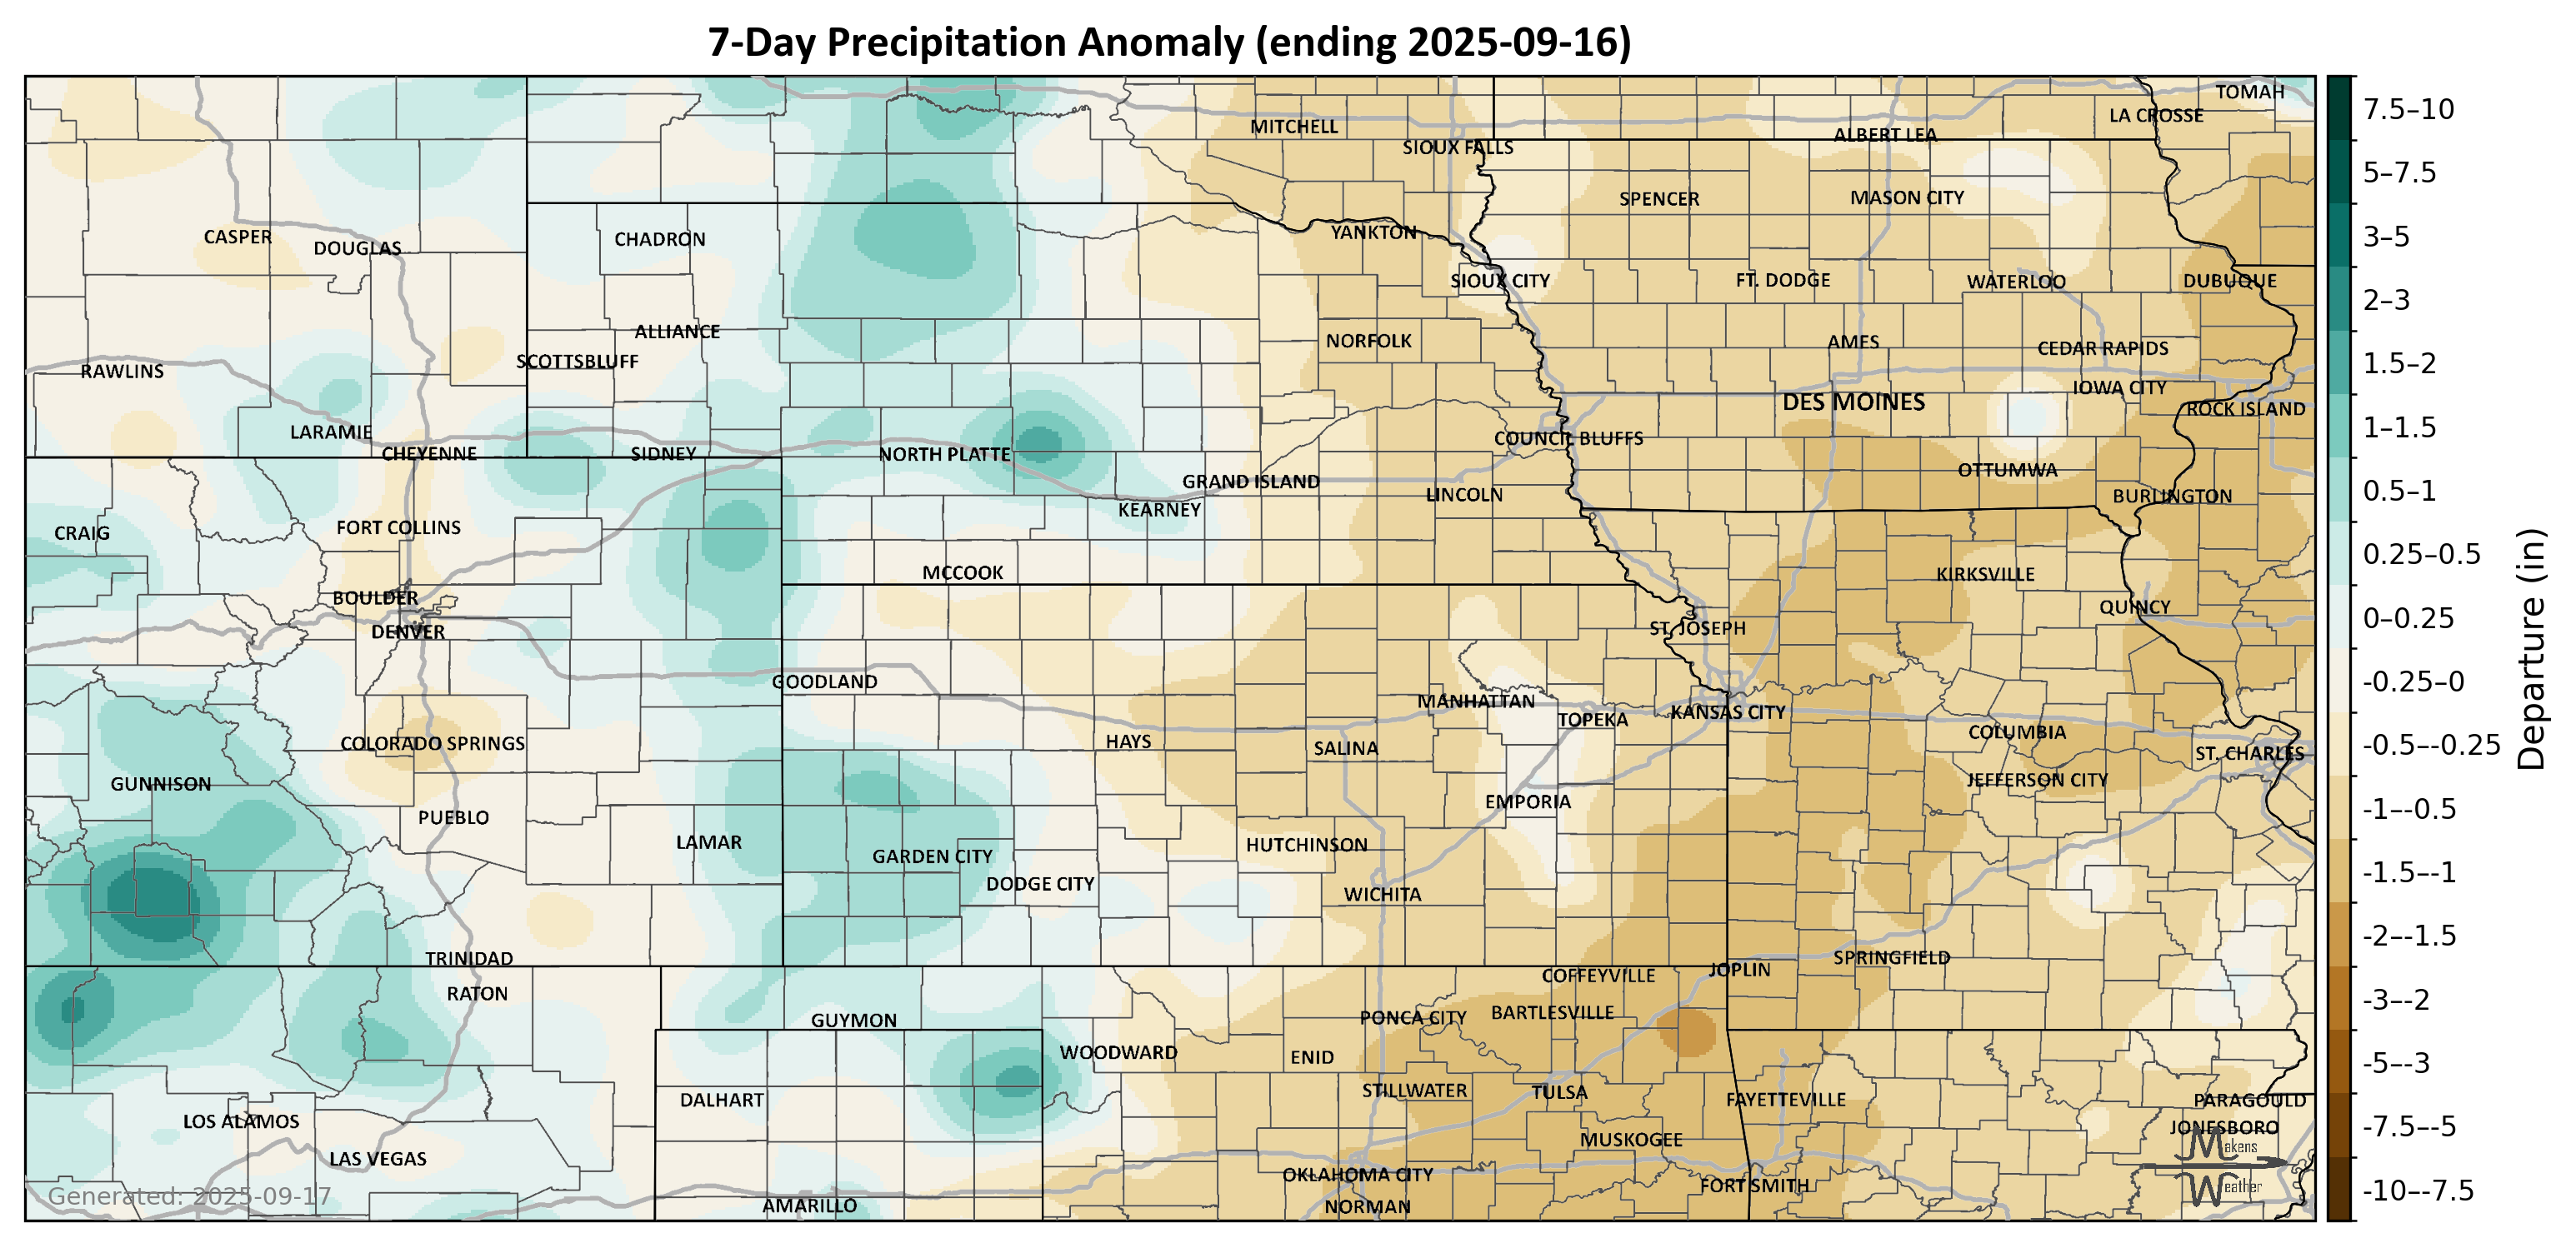 7-Day Precipitation Anomaly (ending 2025-09-16)
TOMAH
LA CROSSE
MITCHELL
ALBERT LEA
SIOUX FALLS
SPENCER
MASON CITY
CASPER
DOUGLAS
CHADRON
YANKTON
SIOUX CITY
FT. DODGE
WATERLOO
DUBUQUE
ALLIANCE
NORFOLK
AMES
CEDAR RAPIDS
SCOTTSBLUFF
RAWLINS
IOWA CITY
DES MOINES
ROCK ISLAND
LARAMIE
COUNCIL BLUFFS
CHEYENNE
SIDNEY
NORTH PLATTE
OTTUMWA
GRAND ISLAND
LINCOLN
BURLINGTON
KEARNEY
CRAIG
FORT COLLINS
MCCOOK
KIRKSVILLE
BOULDER
QUINCY
DENVER
ST. JOSEPH
GOODLAND
MANHATTAN
TOPEKA
KANSAS CITY
COLUMBIA
COLORADO SPRINGS
HAYS
SALINA
ST. CHARLES
GUNNISON
JEFFERSON CITY
EMPORIA
PUEBLO
LAMAR
HUTCHINSON
GARDEN CITY
DODGE CITY
WICHITA
TRINIDAD
SPRINGFIELD
COFFEYVILLE
JOPLIN
RATON
GUYMON
PONCA CITY
BARTLESVILLE
WOODWARD
ENID
STILLWATER
TULSA
DALHART
FAYETTEVILLE
PARAGOULD
LOS ALAMOS
JONESBORO
MUSKOGEE
LAS VEGAS
OKLAHOMA CITY
FORT SMITH
AMARILLO
NORMAN
Generated: 2025-09-17
Makens
Weather
7.5–10
5–7.5
3–5
2–3
1.5–2
1–1.5
0.5–1
0.25–0.5
0–0.25
-0.25–0
-0.5–-0.25
-1–-0.5
-1.5–-1
-2–-1.5
-3–-2
-5–-3
-7.5–-5
-10–-7.5
Departure (in)